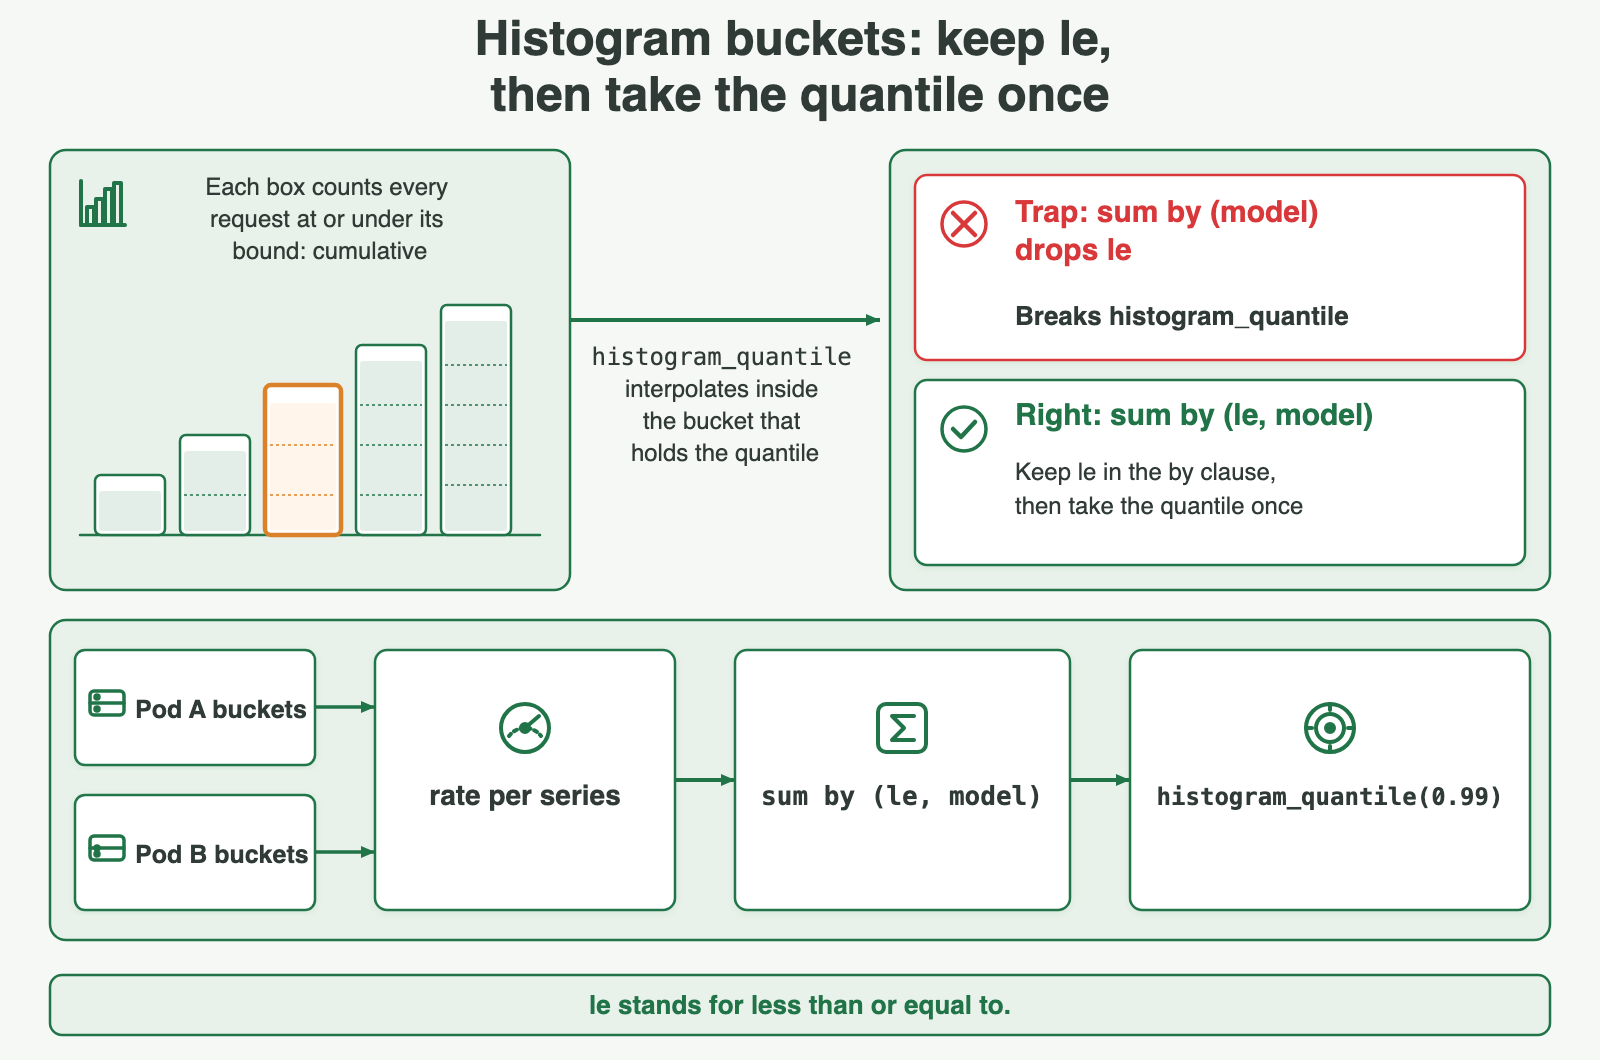 Histogram buckets: keep le,
then take the quantile once
Each box counts every
request at or under its
bound: cumulative
histogram_quantile
interpolates inside
the bucket that
holds the quantile
Trap: sum by (model)
drops le
Breaks histogram_quantile
Right: sum by (le, model)
Keep le in the by clause,
then take the quantile once
Pod A buckets
Pod B buckets
rate per series
Σ
sum by (le, model)
histogram_quantile(0.99)
le stands for less than or equal to.